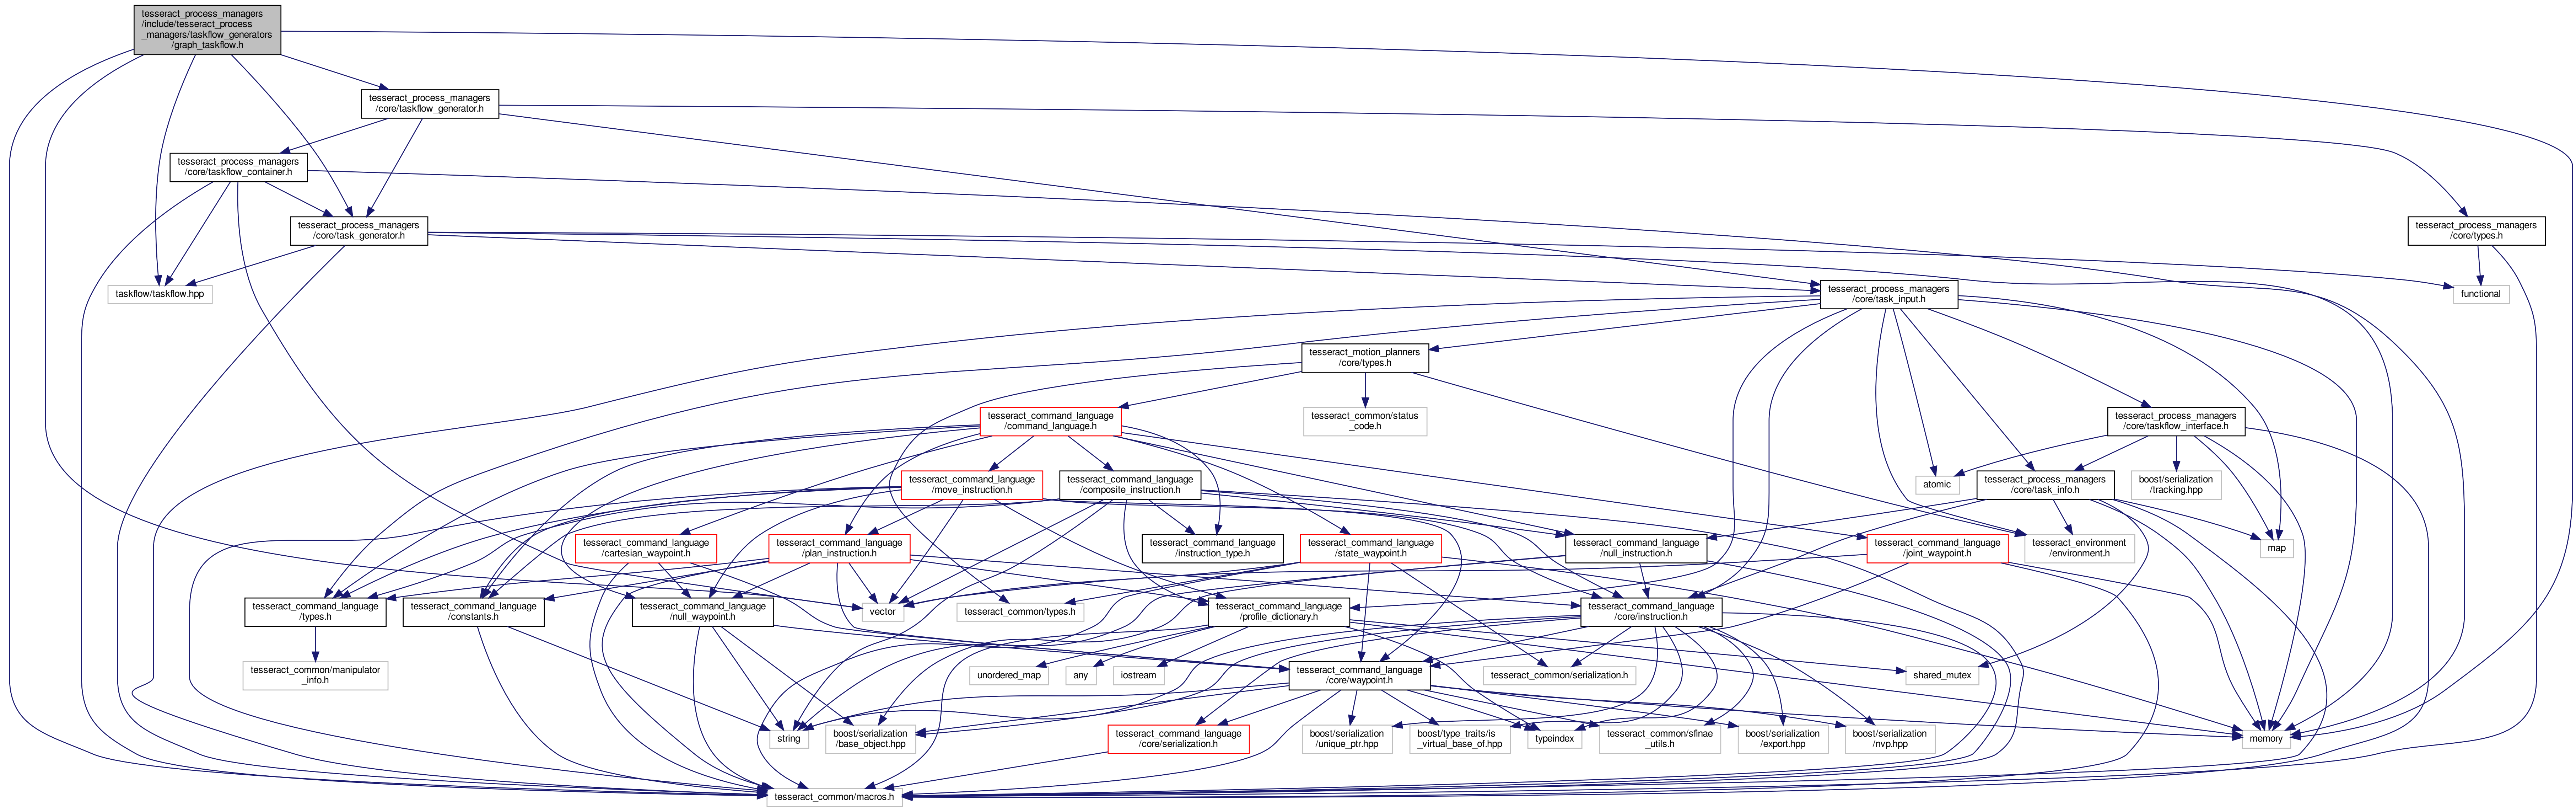 tesseract_process_managers
/include/tesseract_process
_managers/taskflow_generators
/graph_taskflow.h
tesseract_process_managers
/core/taskflow_generator.h
tesseract_process_managers
/core/taskflow_container.h
tesseract_process_managers
/core/task_generator.h
tesseract_process_managers
/core/types.h
taskflow/taskflow.hpp
tesseract_process_managers
/core/task_input.h
functional
tesseract_motion_planners
/core/types.h
tesseract_command_language
/command_language.h
tesseract_common/status
_code.h
tesseract_process_managers
/core/taskflow_interface.h
tesseract_command_language
/move_instruction.h
tesseract_command_language
/composite_instruction.h
atomic
tesseract_process_managers
/core/task_info.h
boost/serialization
/tracking.hpp
tesseract_command_language
/cartesian_waypoint.h
tesseract_command_language
/plan_instruction.h
tesseract_command_language
/instruction_type.h
tesseract_command_language
/state_waypoint.h
tesseract_command_language
/null_instruction.h
tesseract_command_language
/joint_waypoint.h
tesseract_environment
/environment.h
map
tesseract_command_language
/types.h
tesseract_command_language
/constants.h
tesseract_command_language
/null_waypoint.h
vector
tesseract_common/types.h
tesseract_command_language
/profile_dictionary.h
tesseract_command_language
/core/instruction.h
tesseract_common/manipulator
_info.h
unordered_map
any
iostream
tesseract_command_language
/core/waypoint.h
tesseract_common/serialization.h
shared_mutex
string
boost/serialization
/base_object.hpp
tesseract_command_language
/core/serialization.h
boost/serialization
/unique_ptr.hpp
boost/type_traits/is
_virtual_base_of.hpp
typeindex
tesseract_common/sfinae
_utils.h
boost/serialization
/export.hpp
boost/serialization
/nvp.hpp
memory
tesseract_common/macros.h